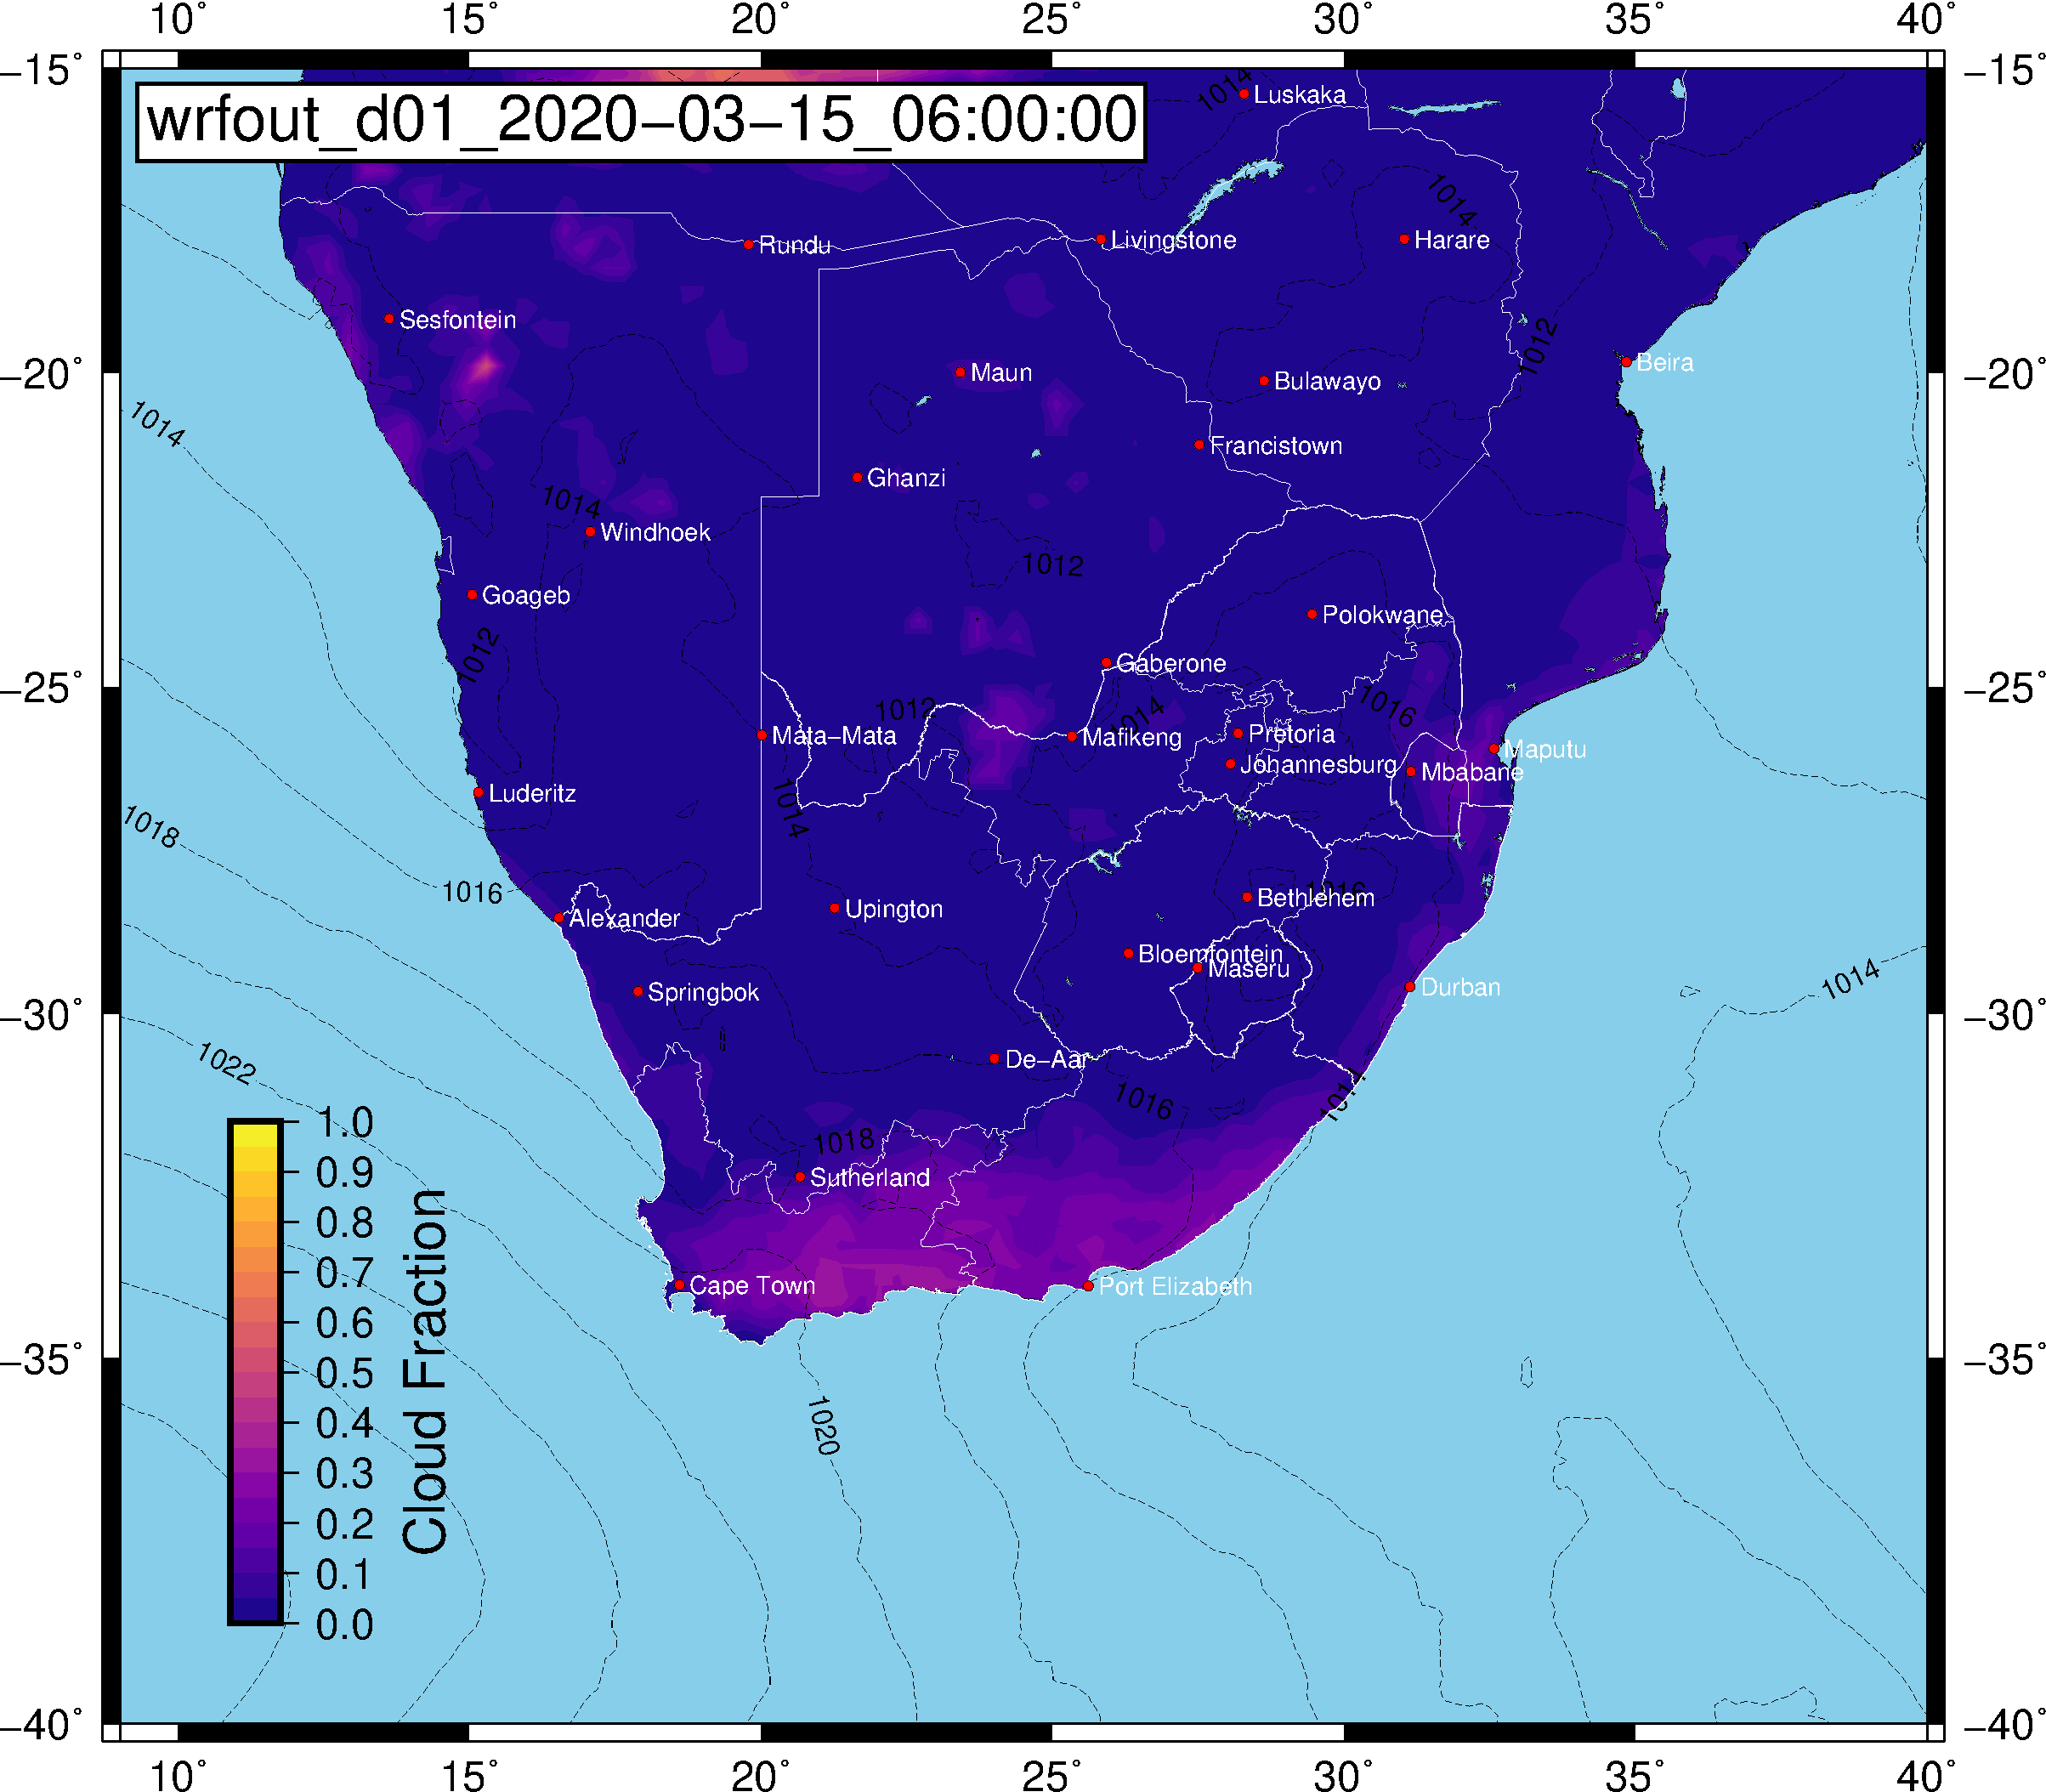 10° 15° 20° 25° 30° 35° 40°
−15° −15°
wrfout_d01_2020−03−15_06:00:00
1014
Luskaka
1014
Rundu
Livingstone
Harare
Sesfontein
1012
−20° −20°
Maun
Bulawayo
Beira
1014
Francistown
Ghanzi
1014
Windhoek
1012
Goageb
Polokwane
1012
Gaberone
−25° −25°
1012
1014
1016
Mata−Mata
Mafikeng
Pretoria
Maputu
Johannesburg
Mbabane
Luderitz
1014
1018
1016
Alexander
Upington
Bethlehem
1016
Bloemfontein
Maseru
Springbok
Durban
1014
−30° −30°
1022
De−Aar
1016
1014
1018
Sutherland
Cape Town
Port Elizabeth
−35° −35°
1020
1.0
0.9
0.8
0.7
0.6
0.5
0.4
0.3
0.2
0.1
0.0
Cloud Fraction
−40° −40°
10° 15° 20° 25° 30° 35° 40°